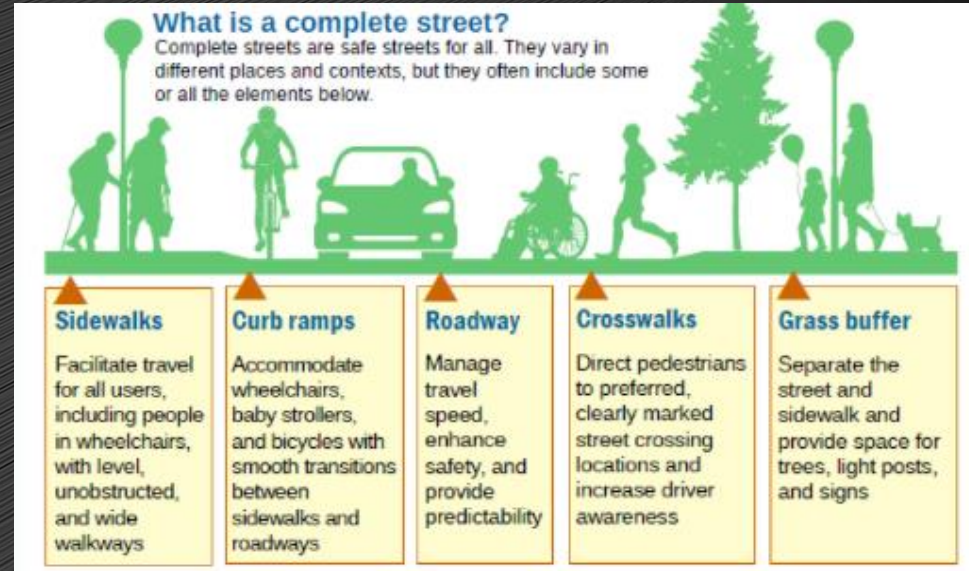 What is a complete street?
Complete streets are safe streets for all. They vary in
different places and contexts, but they often include some
or all the elements below.
Sidewalks
Facilitate travel
for all users,
including people
in wheelchairs,
with level,
unobstructed,
and wide
walkways
Curb ramps
Accommodate
wheelchairs,
baby strollers,
and bicycles with
smooth transitions
between
sidewalks and
roadways
Roadway
Manage
travel
speed,
enhance
safety, and
provide
predictability
Crosswalks
Direct pedestrians
to preferred,
clearly marked
street crossing
locations and
increase driver
awareness
Grass buffer
Separate the
street and
sidewalk and
provide space for
trees, light posts,
and signs